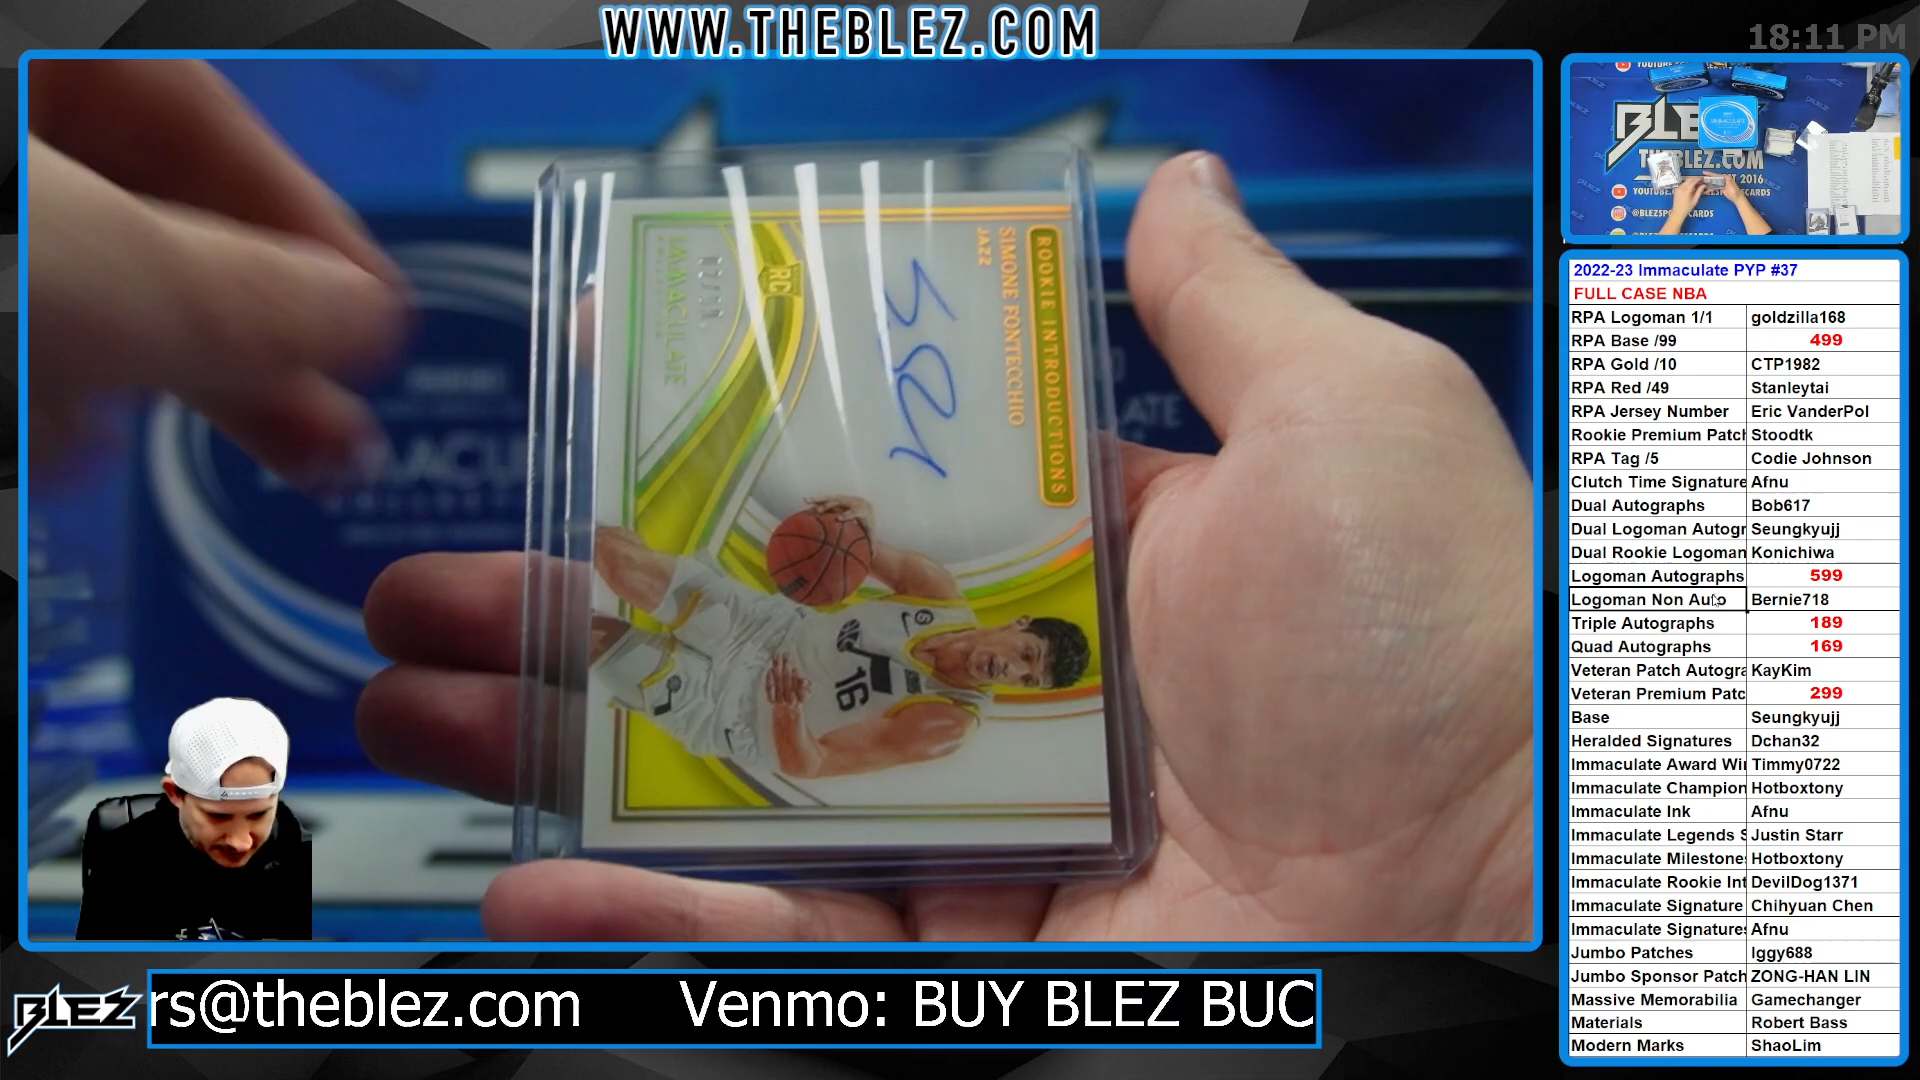 WWW.THEBLEZ.COM
18:11 PM
2022-23 Immaculate PYP #37
FULL CASE NBA
RPA Logoman 1/1 goldzilla168
RPA Base /99 499
RPA Gold /10 CTP1982
RPA Red /49 Stanleytai
RPA Jersey Number Eric VanderPol
Rookie Premium Patch Stoodtk
RPA Tag /5 Codie Johnson
Clutch Time Signature Afnu
Dual Autographs Bob617
Dual Logoman Autogr Seungkyujj
Dual Rookie Logoman Konichiwa
Logoman Autographs 599
Logoman Non Auto Bernie718
Triple Autographs 189
Quad Autographs 169
Veteran Patch Autogra KayKim
Veteran Premium Patc 299
Base Seungkyujj
Heralded Signatures Dchan32
Immaculate Award Wi Timmy0722
Immaculate Champion Hotboxtony
Immaculate Ink Afnu
Immaculate Legends S Justin Starr
Immaculate Milestone Hotboxtony
Immaculate Rookie Int DevilDog1371
Immaculate Signature Chihyuan Chen
Immaculate Signatures Afnu
Jumbo Patches Iggy688
Jumbo Sponsor Patch ZONG-HAN LIN
Massive Memorabilia Gamechanger
Materials Robert Bass
Modern Marks ShaoLim
ROOKIE INTRODUCTIONS
SIMONE FONTECCHIO
JAZZ
RC
IMMACULATE
16
BLEZ
rs@theblez.com Venmo: BUY BLEZ BUC